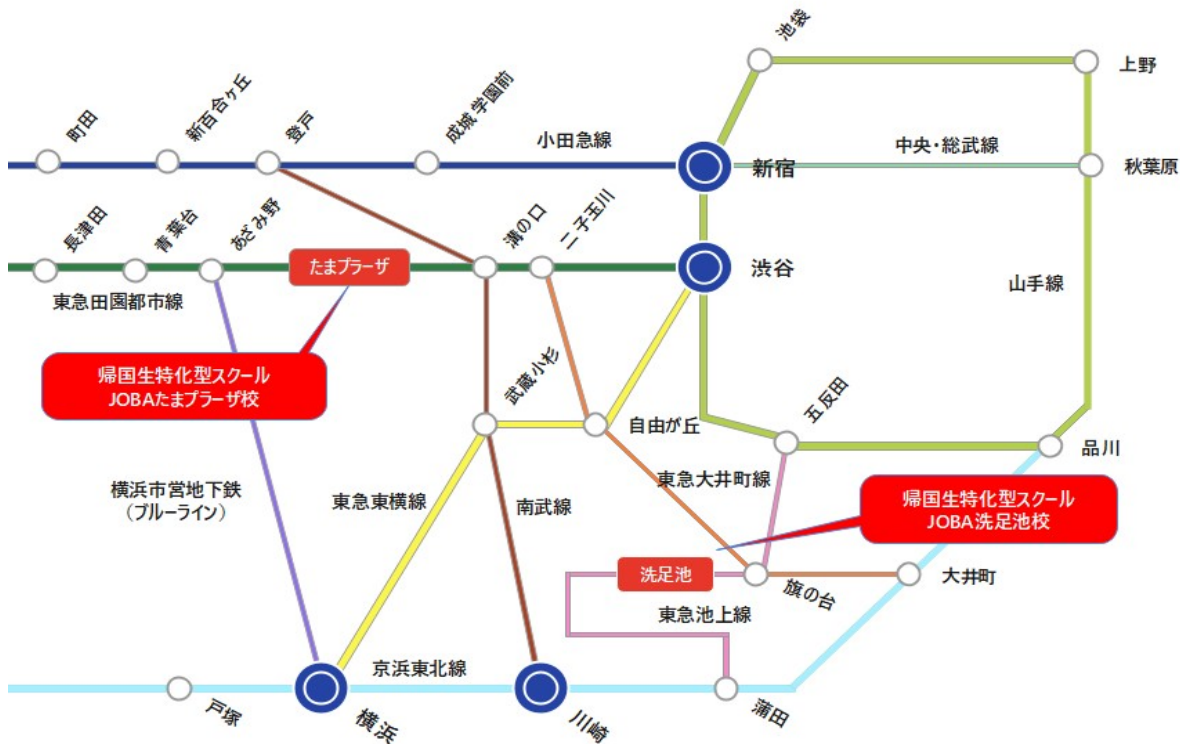 池袋
上野
町田
新百合ヶ丘
登戸
成城学園前
小田急線
新宿
中央・総武線
秋葉原
長津田
青葉台
あざみ野
たまプラーザ
溝の口
二子玉川
渋谷
山手線
東急田園都市線
帰国生特化型スクール
JOBAたまプラーザ校
武蔵小杉
自由が丘
五反田
品川
横浜市営地下鉄
（ブルーライン）
東急東横線
南武線
東急大井町線
帰国生特化型スクール
JOBA洗足池校
洗足池
旗の台
大井町
東急池上線
京浜東北線
戸塚
横浜
川崎
蒲田